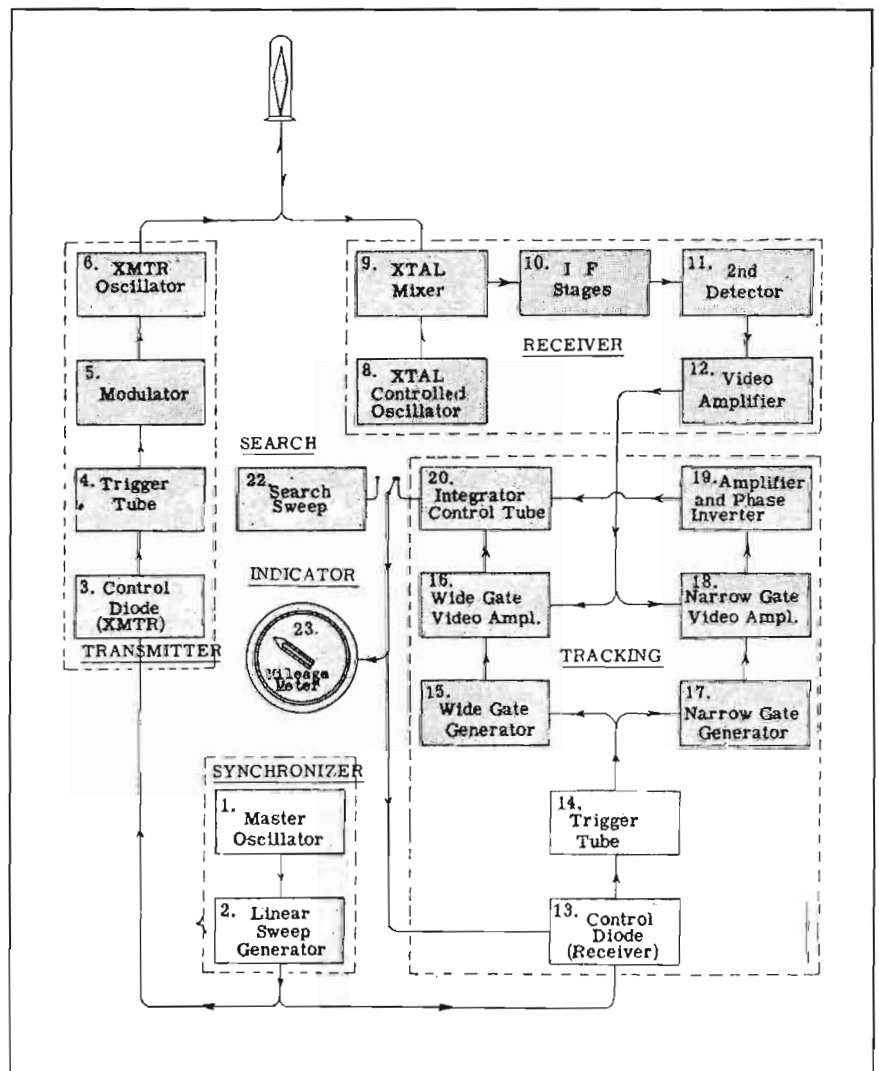 6. XMTR
Oscillator
9. XTAL
Mixer
10. I F
Stages
11. 2nd
Detector
RECEIVER
5.
Modulator
8. XTAL
Controlled
Oscillator
12. Video
Amplifier
SEARCH
4. Trigger
Tube
22. Search
Sweep
20.
Integrator
Control Tube
19. Amplifier
and Phase
Inverter
INDICATOR
3. Control
Diode
(XMTR)
TRANSMITTER
23.
Mileage
Meter
16.
Wide Gate
Video Ampl.
18.
Narrow Gate
Video Ampl.
TRACKING
15.
Wide Gate
Generator
17.
Narrow Gate
Generator
SYNCHRONIZER
1.
Master
Oscillator
14.
Trigger
Tube
2. Linear
Sweep
Generator
13.
Control
Diode
(Receiver)